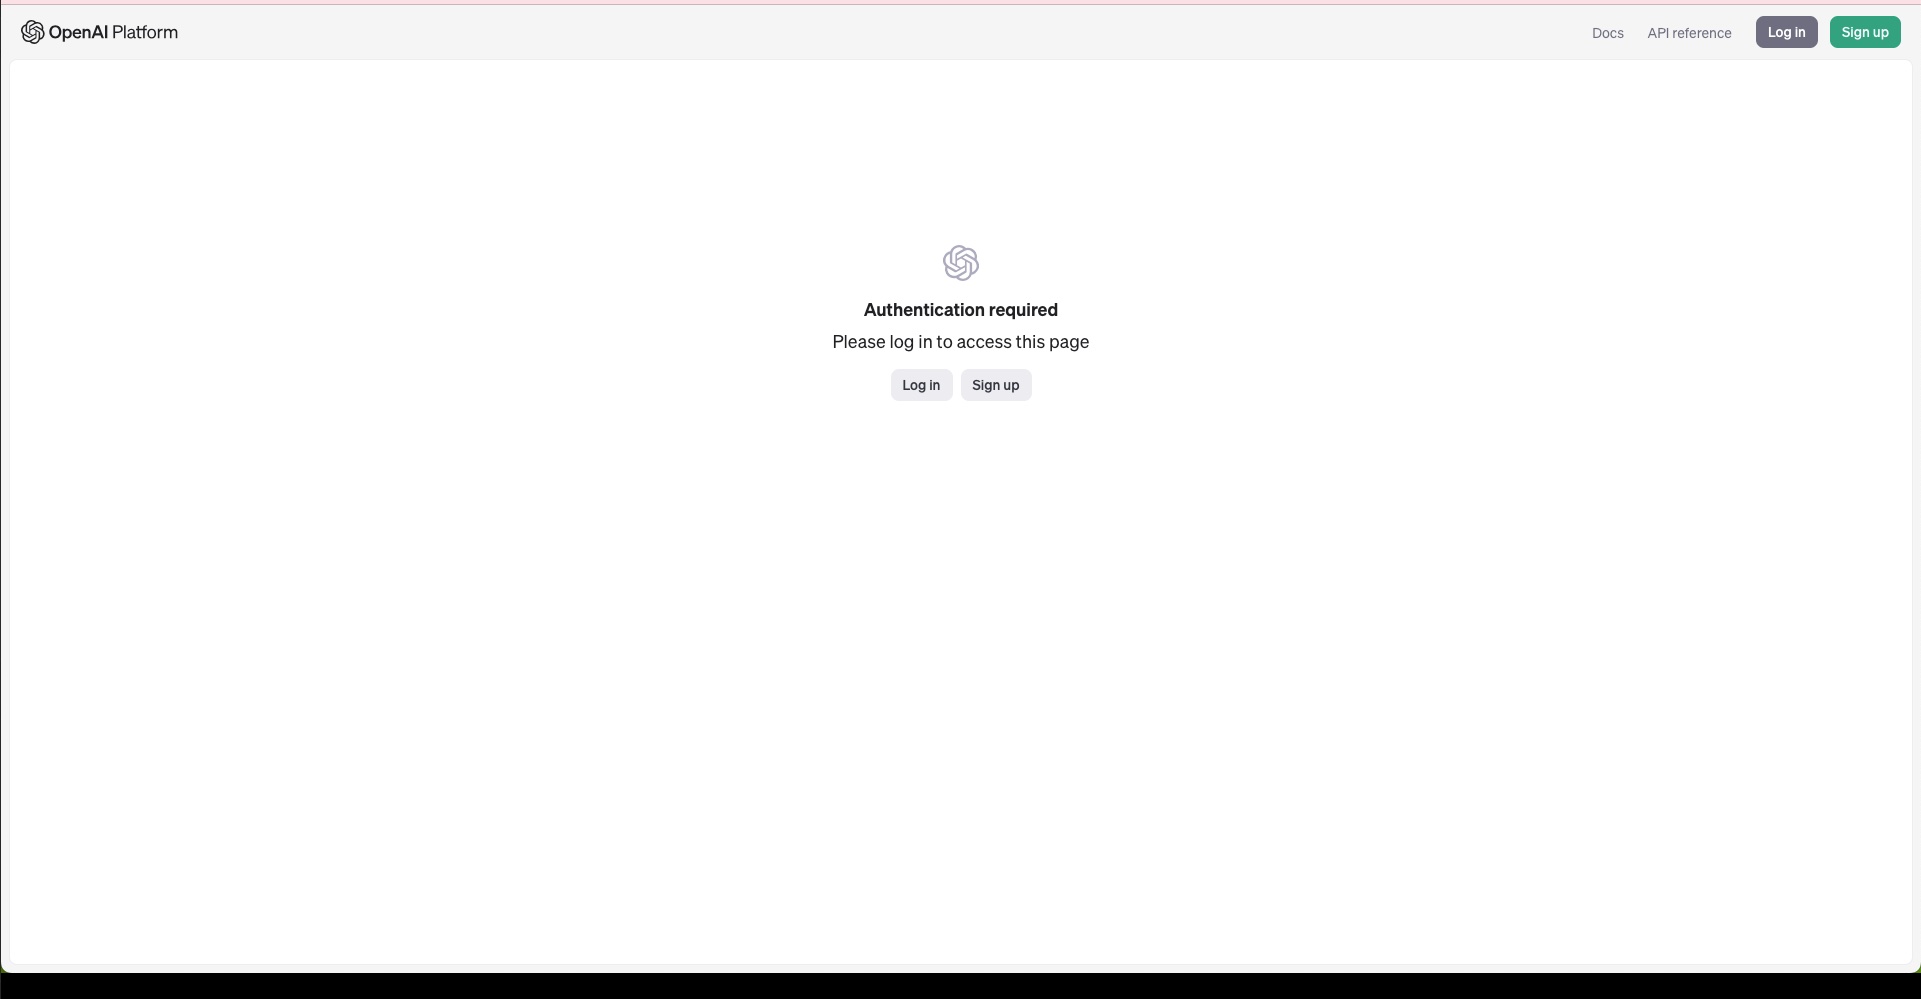 OpenAI Platform
Docs API reference Log in Sign up
Authentication required
Please log in to access this page
Log in Sign up